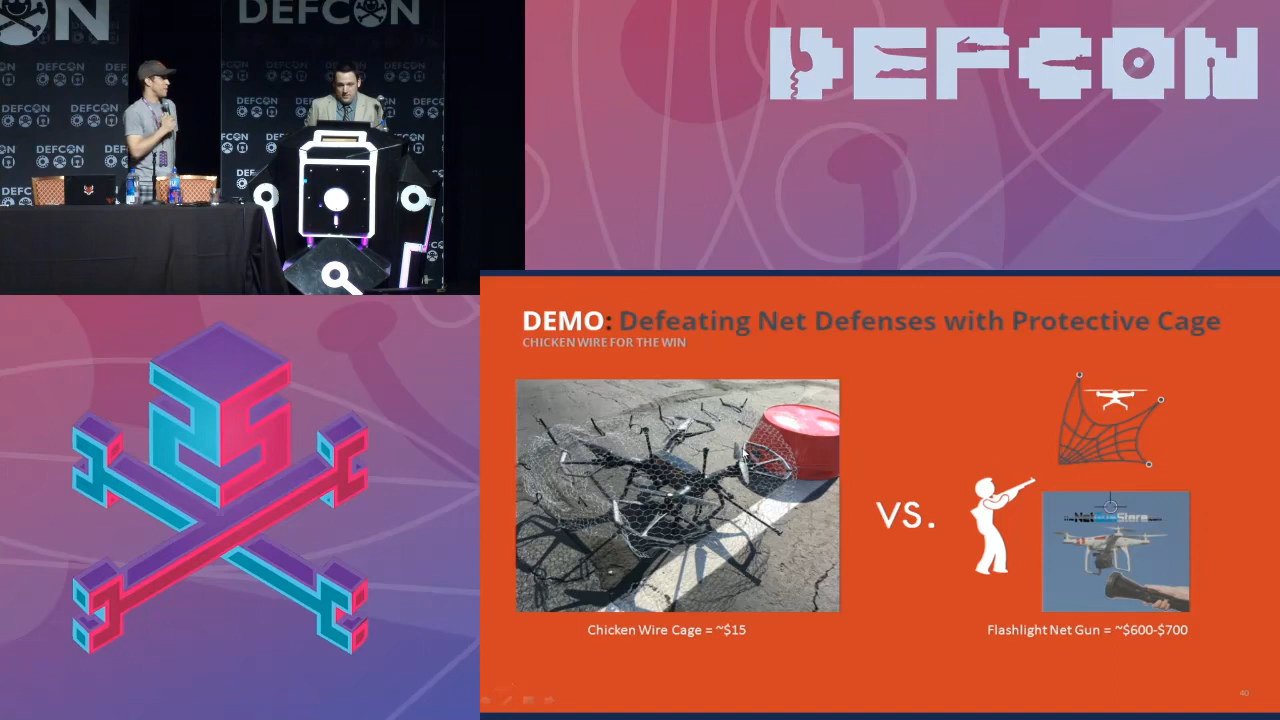 DEFCON
DEFCON
DEMO: Defeating Net Defenses with Protective Cage
CHICKEN WIRE FOR THE WIN
VS.
Chicken Wire Cage = ~$15
Flashlight Net Gun = ~$600-$700
40